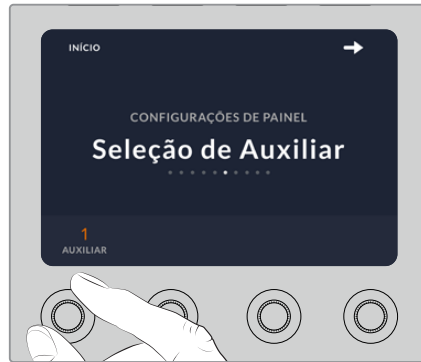 INÍCIO
CONFIGURAÇÕES DE PAINEL
Seleção de Auxiliar
1
AUXILIAR